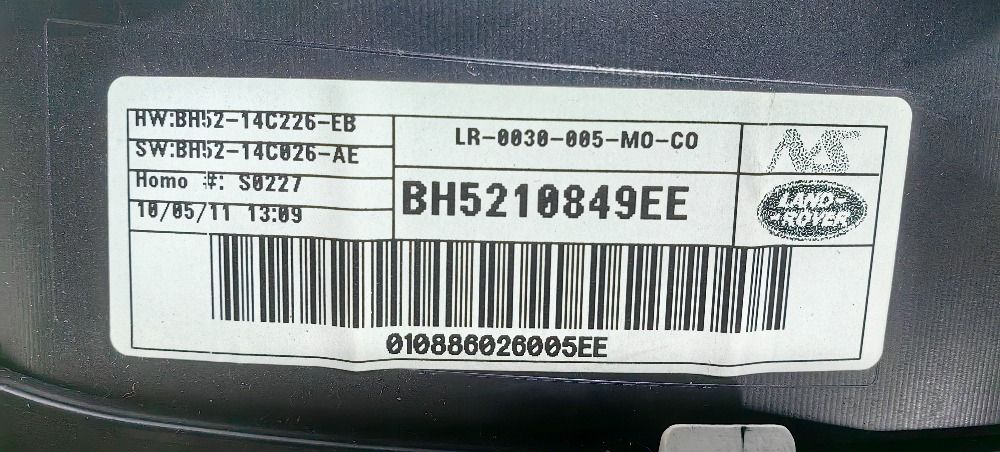 HW:BH52-14C226-EB
SW:BH52-14C026-AE
Homo #: S0227
10/05/11 13:09
LR-0030-005-MO-CO
BH5210849EE
LAND-
-ROVER
010886026005EE